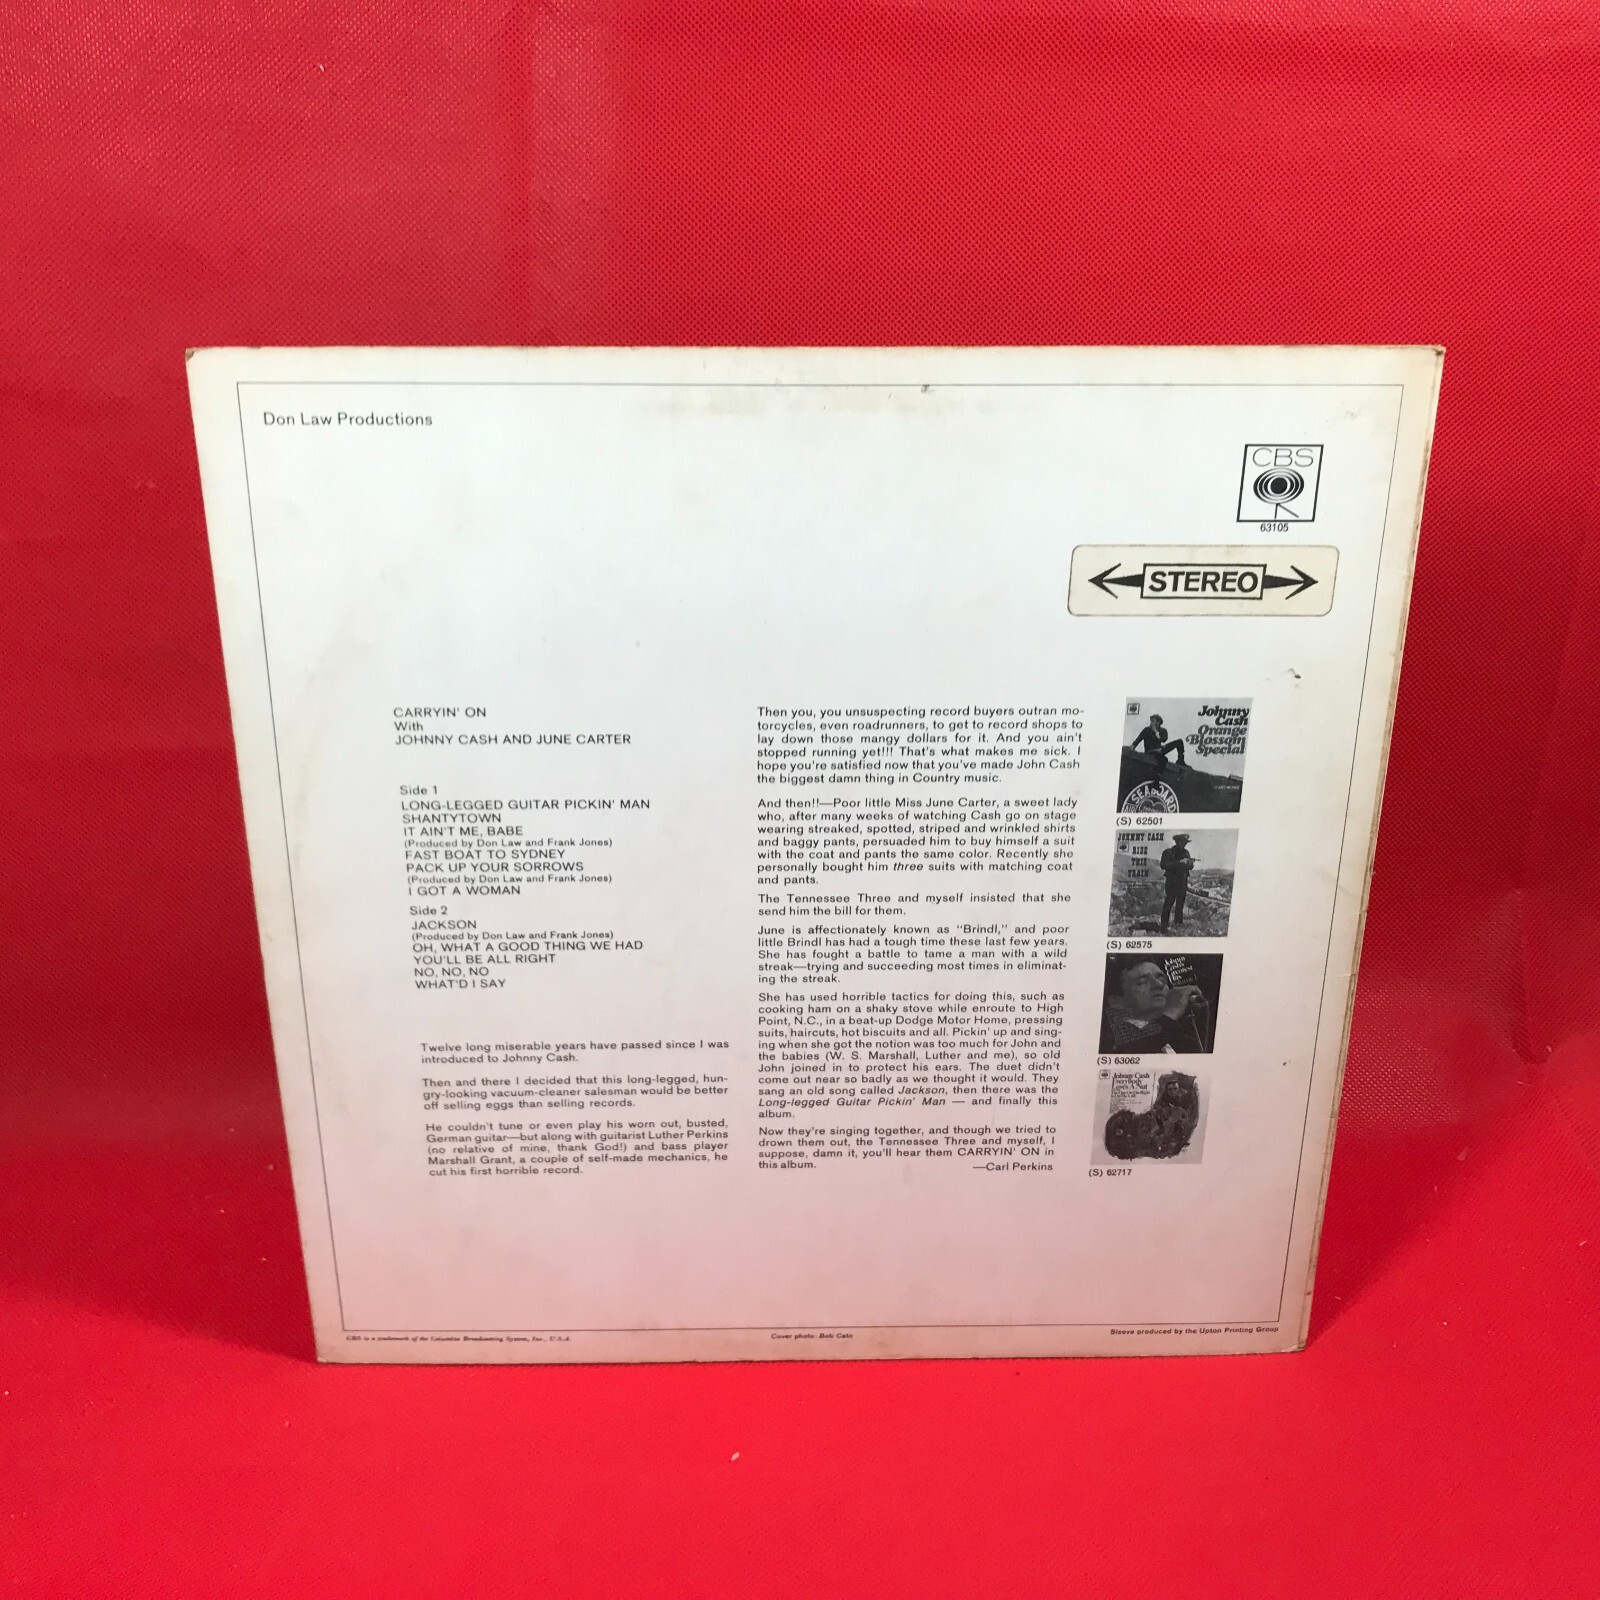 Don Law Productions
CBS
63105
STEREO
CARRYIN' ON
With
JOHNNY CASH AND JUNE CARTER
Side 1
LONG-LEGGED GUITAR PICKIN' MAN
SHANTYTOWN
IT AIN'T ME, BABE
(Produced by Don Law and Frank Jones)
FAST BOAT TO SYDNEY
PACK UP YOUR SORROWS
(Produced by Don Law and Frank Jones)
I GOT A WOMAN
Side 2
JACKSON
(Produced by Don Law and Frank Jones)
OH, WHAT A GOOD THING WE HAD
YOU'LL BE ALL RIGHT
NO, NO, NO
WHAT'D I SAY
Twelve long miserable years have passed since I was
introduced to Johnny Cash.
Then and there I decided that this long-legged, hun-
gry-looking vacuum-cleaner salesman would be better
off selling eggs than selling records.
He couldn't tune or even play his worn out, busted,
German guitar—but along with guitarist Luther Perkins
(no relative of mine, thank God!) and bass player
Marshall Grant, a couple of self-made mechanics, he
cut his first horrible record.
Then you, you unsuspecting record buyers outran mo-
torcycles, even roadrunners, to get to record shops to
lay down those mangy dollars for it. And you ain't
stopped running yet!!! That's what makes me sick. I
hope you're satisfied now that you've made John Cash
the biggest damn thing in Country music.
And then!!—Poor little Miss June Carter, a sweet lady
who, after many weeks of watching Cash go on stage
wearing streaked, spotted, striped and wrinkled shirts
and baggy pants, persuaded him to buy himself a suit
with the coat and pants the same color. Recently she
personally bought him three suits with matching coat
and pants.
The Tennessee Three and myself insisted that she
send him the bill for them.
June is affectionately known as "Brindl," and poor
little Brindl has had a tough time these last few years.
She has fought a battle to tame a man with a wild
streak—trying and succeeding most times in eliminat-
ing the streak.
She has used horrible tactics for doing this, such as
cooking ham on a shaky stove while enroute to High
Point, N.C., in a beat-up Dodge Motor Home, pressing
suits, haircuts, hot biscuits and all. Pickin' up and sing-
ing when she got the notion was too much for John and
the babies (W. S. Marshall, Luther and me), so old
John joined in to protect his ears. The duet didn't
come out near so badly as we thought it would. They
sang an old song called Jackson, then there was the
Long-legged Guitar Pickin' Man — and finally this
album.
Now they're singing together, and though we tried to
drown them out, the Tennessee Three and myself, I
suppose, damn it, you'll hear them CARRYIN' ON in
this album.
—Carl Perkins
Johnny
Cash
Orange
Blossom
Special
SEABOARD
(S) 62501
JOHNNY CASH
RIDE
THIS
TRAIN
(S) 62575
Johnny
Cash's
Greatest
Hits
(S) 63062
Johnny Cash
Everybody
Loves A Nut
(S) 62717
CBS is a trademark of the Columbia Broadcasting System, Inc., U.S.A.
Cover photo: Bob Cato
Sleeve produced by the Upton Printing Group